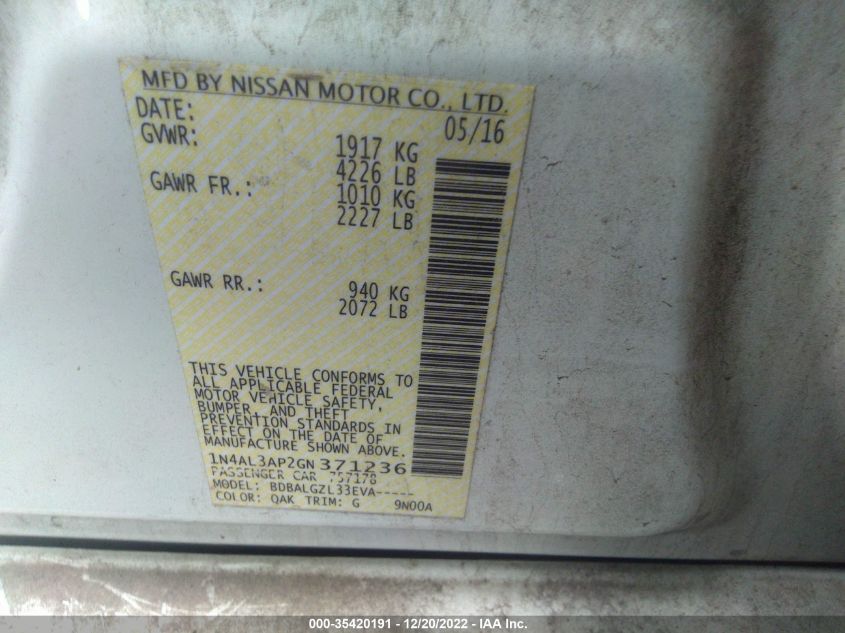 MFD BY NISSAN MOTOR CO., LTD.
DATE: 05/16
GVWR: 1917 KG
4226 LB
GAWR FR.: 1010 KG
2227 LB
GAWR RR.: 940 KG
2072 LB
THIS VEHICLE CONFORMS TO
ALL APPLICABLE FEDERAL
MOTOR VEHICLE SAFETY,
BUMPER, AND THEFT
PREVENTION STANDARDS IN
EFFECT ON THE DATE OF
MANUFACTURE SHOWN ABOVE.
1N4AL3AP2GN 371236
PASSENGER CAR 757178
MODEL: BDBALGZL33EVA-----
COLOR: QAK TRIM: G 9N00A
000-35420191 - 12/20/2022 - IAA Inc.